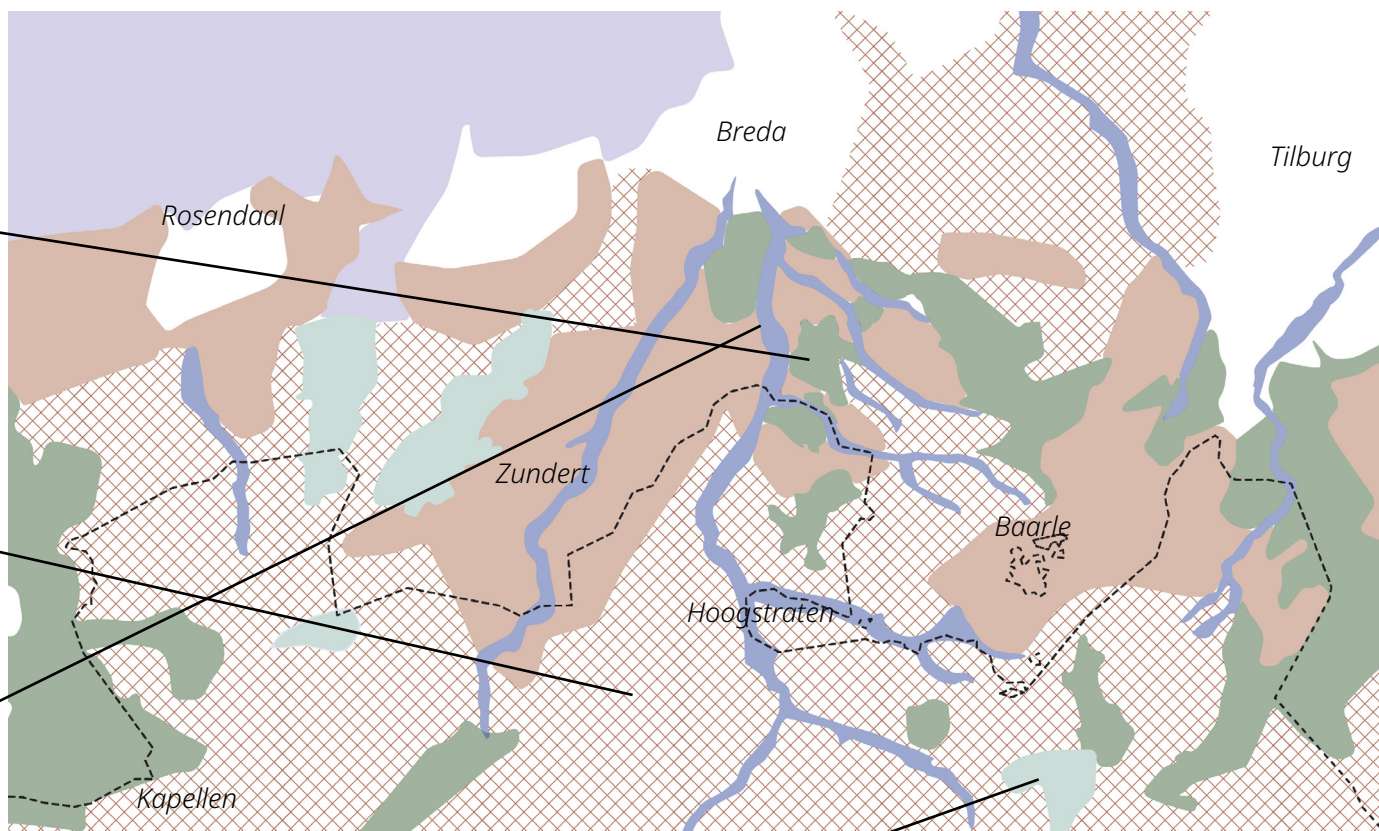 Breda
Tilburg
Rosendaal
Zundert
Baarle
Hoogstraten
Kapellen